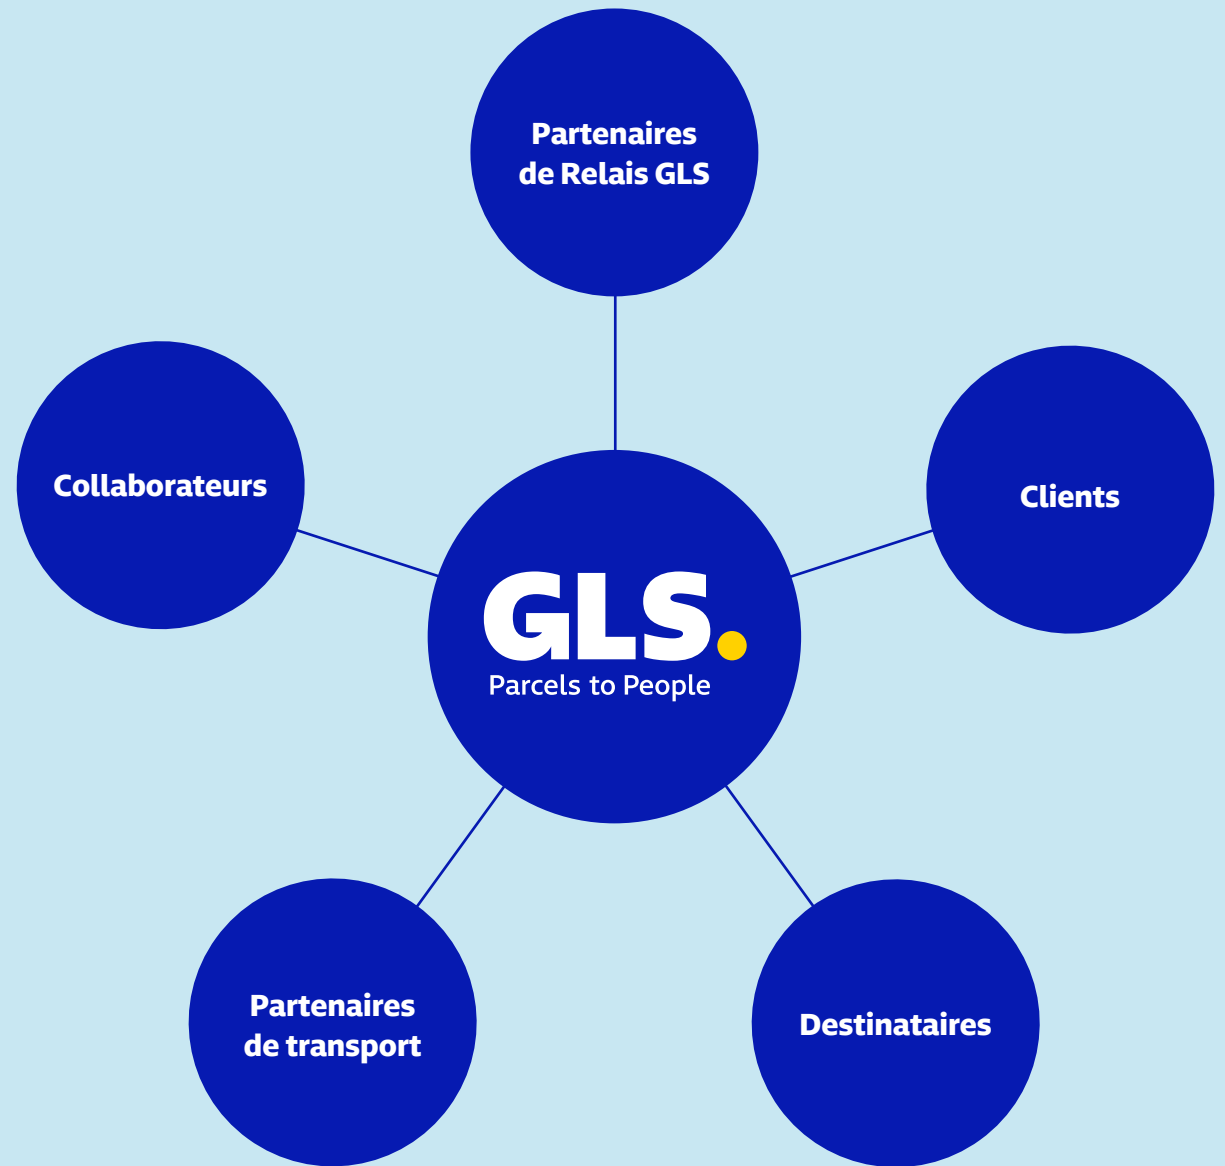 Partenaires
de Relais GLS
Collaborateurs
Clients
GLS.
Parcels to People
Partenaires
de transport
Destinataires